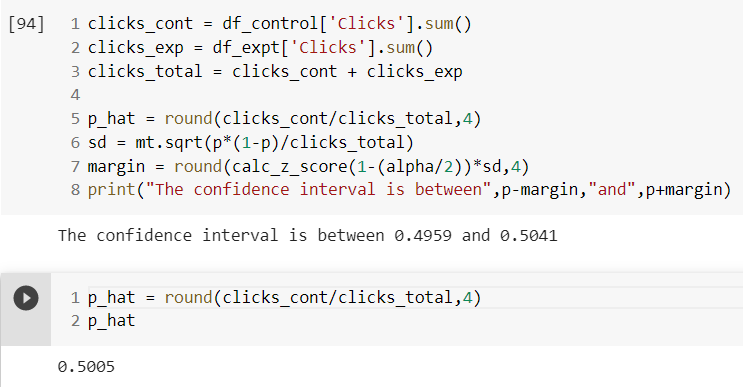 [94] 1 clicks_cont = df_control['Clicks'].sum()
2 clicks_exp = df_expt['Clicks'].sum()
3 clicks_total = clicks_cont + clicks_exp
4
5 p_hat = round(clicks_cont/clicks_total,4)
6 sd = mt.sqrt(p*(1-p)/clicks_total)
7 margin = round(calc_z_score(1-(alpha/2))*sd,4)
8 print("The confidence interval is between",p-margin,"and",p+margin)
The confidence interval is between 0.4959 and 0.5041
1 p_hat = round(clicks_cont/clicks_total,4)
2 p_hat
0.5005